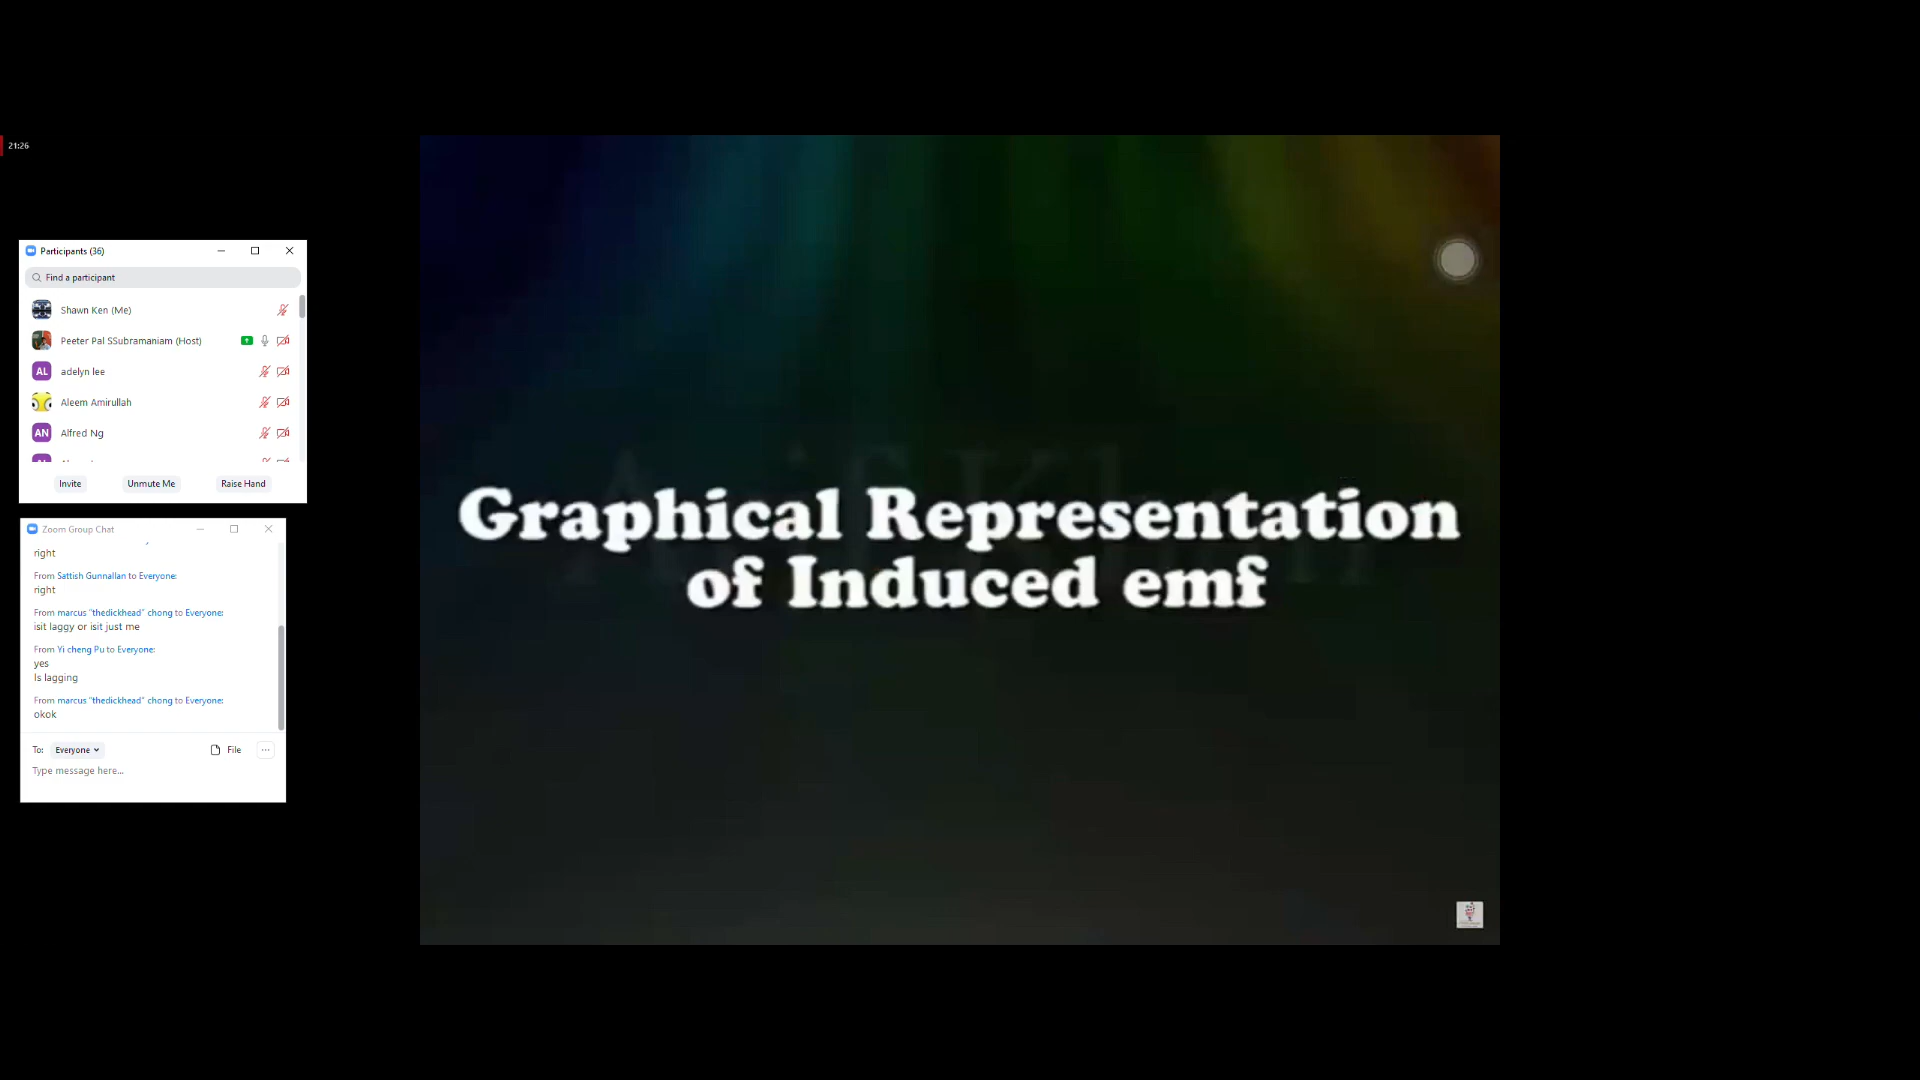 21:26
Participants (36)
Find a participant
Shawn Ken (Me)
Peeter Pal SSubramaniam (Host)
AL adelyn lee
Aleem Amirullah
AN Alfred Ng
Invite Unmute Me Raise Hand
Zoom Group Chat
right
From Sattish Gunnallan to Everyone:
right
From marcus "thedickhead" chong to Everyone:
isit laggy or isit just me
From Yi cheng Pu to Everyone:
yes
Is lagging
From marcus "thedickhead" chong to Everyone:
okok
To: Everyone File
Type message here...
Graphical Representation
of Induced emf